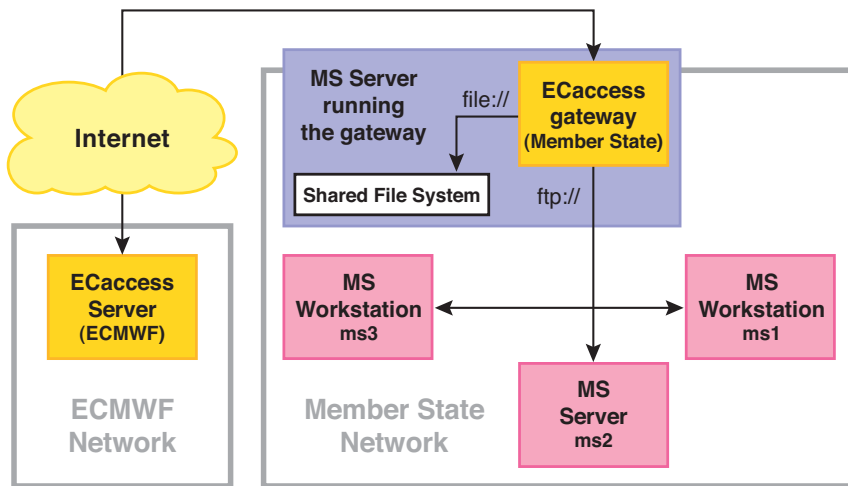 Internet
MS Server
running
the gateway
file://
ECaccess
gateway
(Member State)
Shared File System
ftp://
ECaccess
Server
(ECMWF)
MS
Workstation
ms3
MS
Workstation
ms1
MS
Server
ms2
ECMWF
Network
Member State
Network